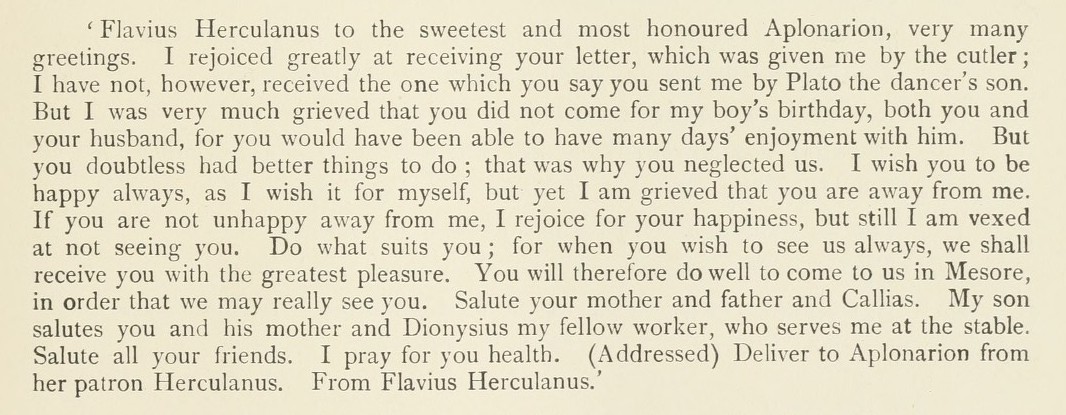 ‘Flavius Herculanus to the sweetest and most honoured Aplonarion, very many
greetings. I rejoiced greatly at receiving your letter, which was given me by the cutler;
I have not, however, received the one which you say you sent me by Plato the dancer's son.
But I was very much grieved that you did not come for my boy's birthday, both you and
your husband, for you would have been able to have many days' enjoyment with him. But
you doubtless had better things to do; that was why you neglected us. I wish you to be
happy always, as I wish it for myself, but yet I am grieved that you are away from me.
If you are not unhappy away from me, I rejoice for your happiness, but still I am vexed
at not seeing you. Do what suits you; for when you wish to see us always, we shall
receive you with the greatest pleasure. You will therefore do well to come to us in Mesore,
in order that we may really see you. Salute your mother and father and Callias. My son
salutes you and his mother and Dionysius my fellow worker, who serves me at the stable.
Salute all your friends. I pray for you health. (Addressed) Deliver to Aplonarion from
her patron Herculanus. From Flavius Herculanus.’